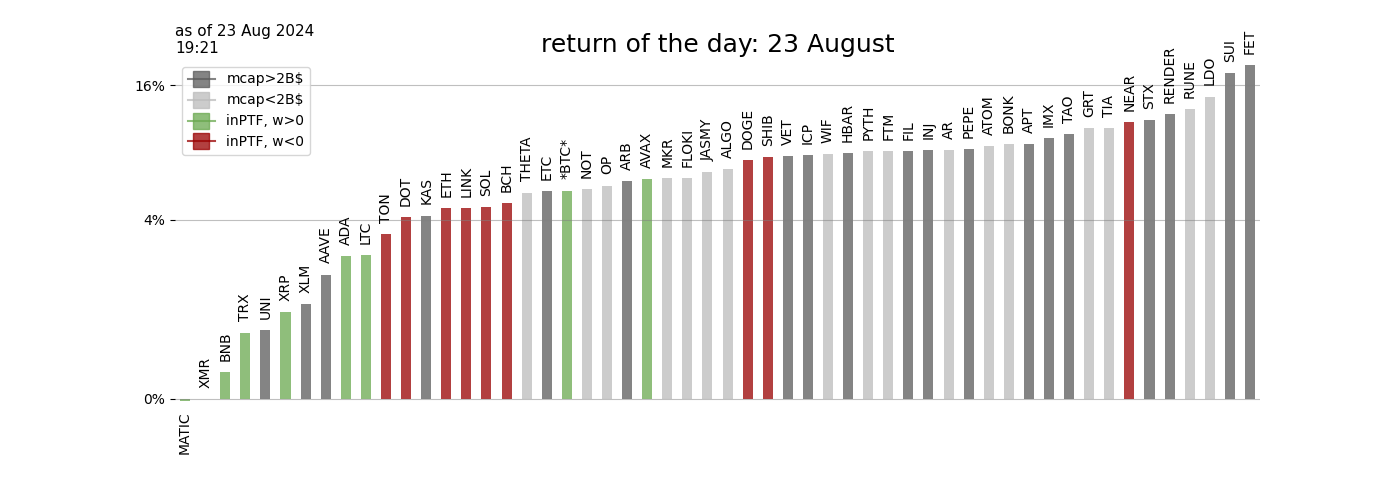 as of 23 Aug 2024
19:21
return of the day: 23 August
mcap>2B$
mcap<2B$
inPTF, w>0
inPTF, w<0
16%
4%
0%
MATIC
XMR
BNB
TRX
UNI
XRP
XLM
AAVE
ADA
LTC
TON
DOT
KAS
ETH
LINK
SOL
BCH
THETA
ETC
*BTC*
NOT
OP
ARB
AVAX
MKR
FLOKI
JASMY
ALGO
DOGE
SHIB
VET
ICP
WIF
HBAR
PYTH
FTM
FIL
INJ
AR
PEPE
ATOM
BONK
APT
IMX
TAO
GRT
TIA
NEAR
STX
RENDER
RUNE
LDO
SUI
FET